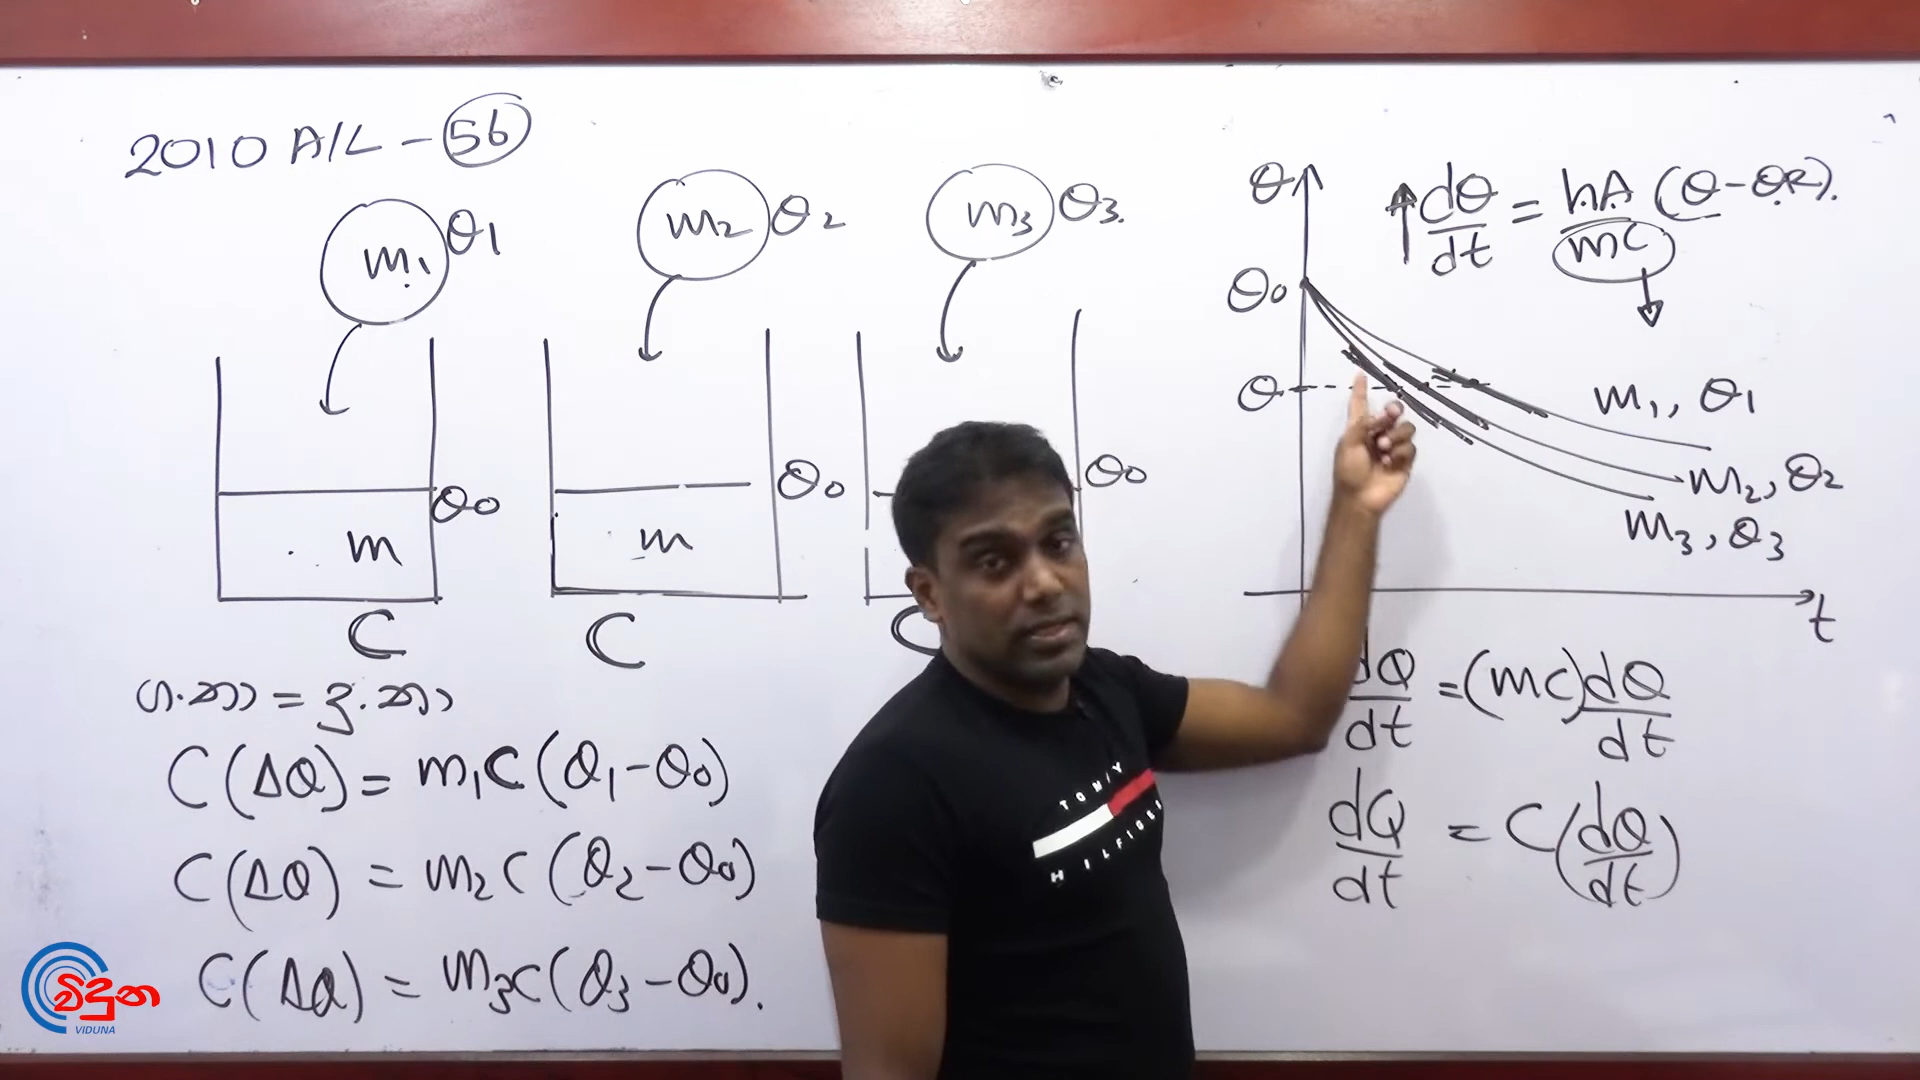 2010 A/L - 56
m₁ θ₁
m₂ θ₂
m₃ θ₃.
θ₀
m
C
θ₀
m
C
θ₀
C
ල.තා = දූ.තා
C(Δθ) = m₁C(θ₁-θ₀)
C(Δθ) = m₂C(θ₂-θ₀)
C(Δθ) = m₃C(θ₃-θ₀).
θ
↑dθ/dt = hA/mC (θ-θR).
θ₀
θ
m₁, θ₁
m₂, θ₂
m₃, θ₃
t
dQ/dt = (mC)dθ/dt
dQ/dt = C(dθ/dt)
TOMMY
HILFIGER
විදුන
VIDUNA